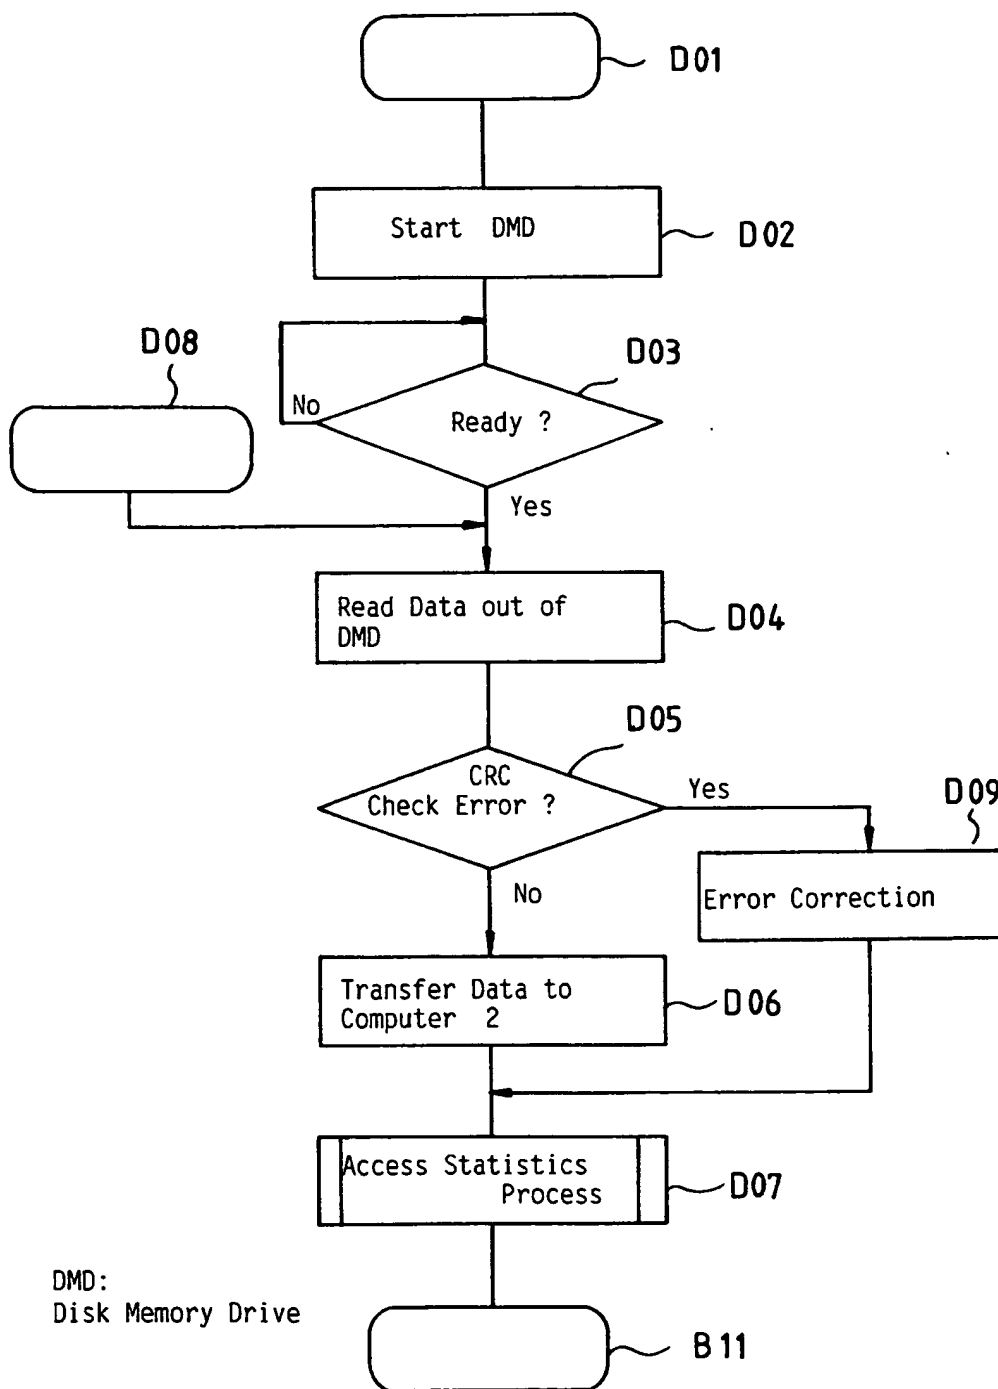 D01
Start DMD
D02
D08
D03
No
Ready ?
Yes
Read Data out of
DMD
D04
D05
CRC
Check Error ?
Yes
D09
No
Error Correction
Transfer Data to
Computer 2
D06
Access Statistics
Process
D07
DMD:
Disk Memory Drive
B11